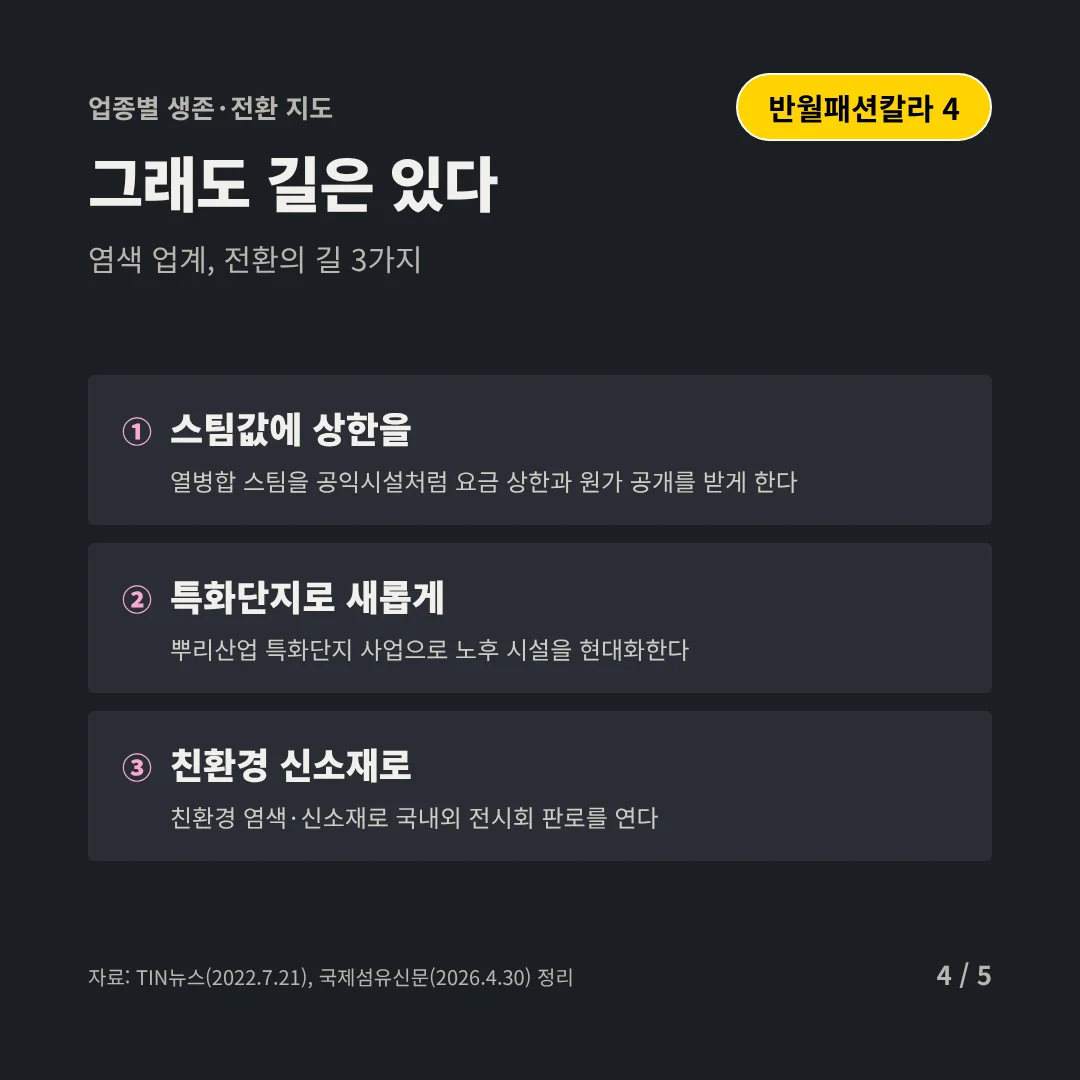 업종별 생존·전환 지도
반월패션칼라 4
그래도 길은 있다
염색 업계, 전환의 길 3가지
① 스팀값에 상한을
열병합 스팀을 공익시설처럼 요금 상한과 원가 공개를 받게 한다
② 특화단지로 새롭게
뿌리산업 특화단지 사업으로 노후 시설을 현대화한다
③ 친환경 신소재로
친환경 염색·신소재로 국내외 전시회 판로를 연다
자료: TIN뉴스(2022.7.21), 국제섬유신문(2026.4.30) 정리
4 / 5